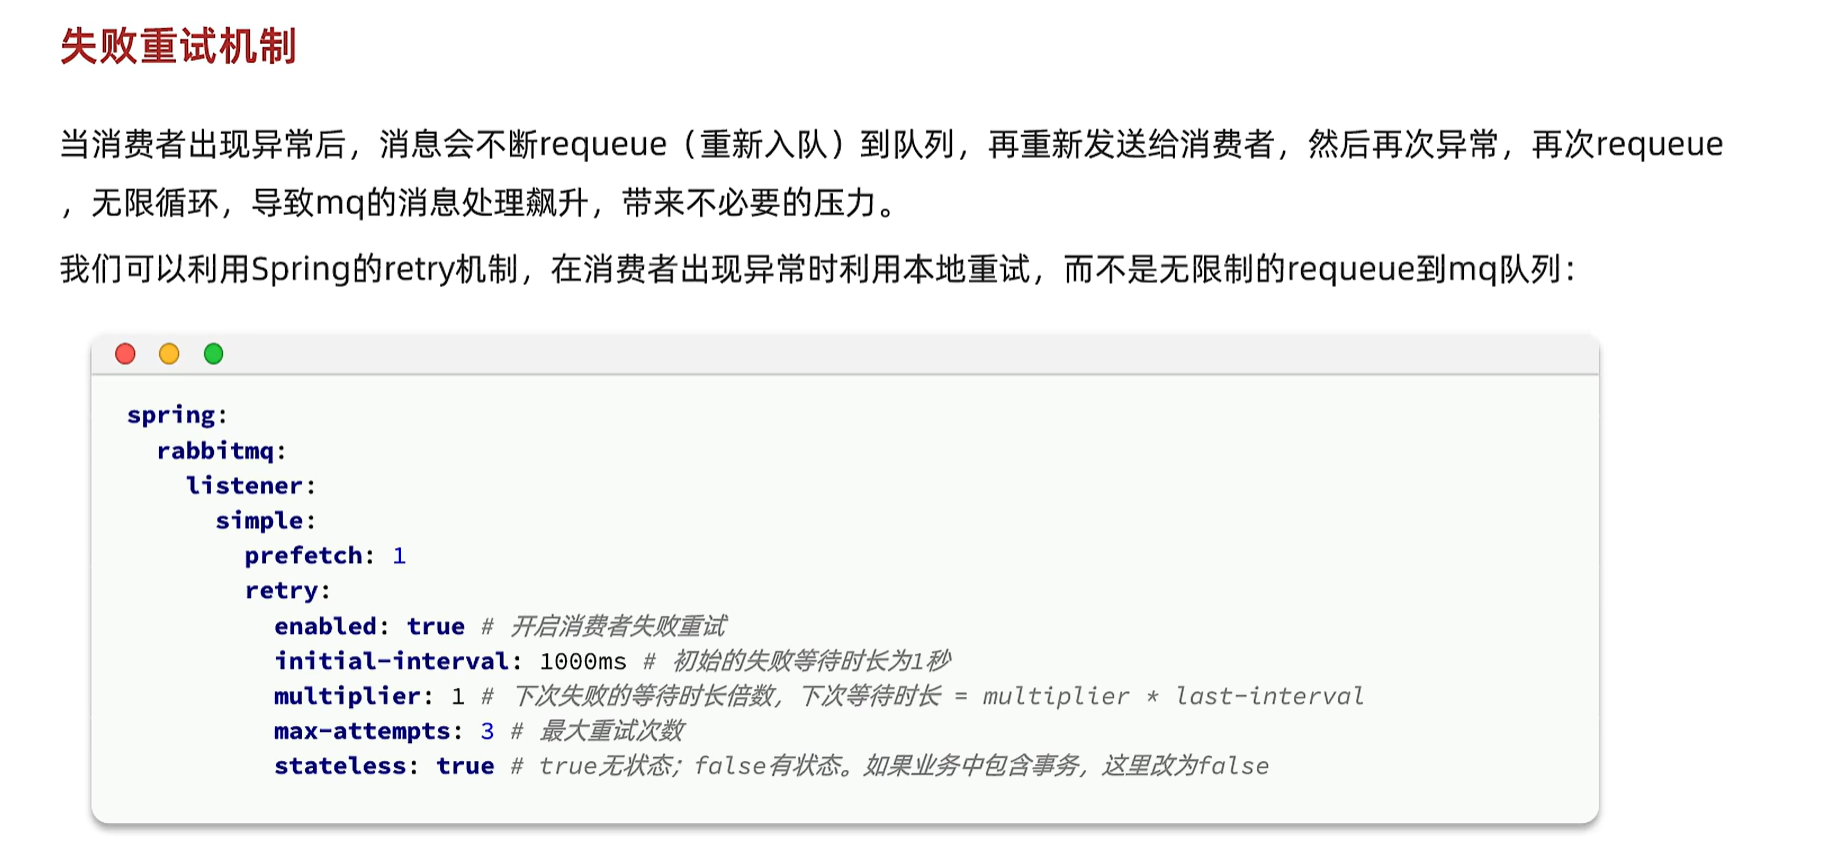 失败重试机制
当消费者出现异常后，消息会不断requeue（重新入队）到队列，再重新发送给消费者，然后再次异常，再次requeue
，无限循环，导致mq的消息处理飙升，带来不必要的压力。
我们可以利用Spring的retry机制，在消费者出现异常时利用本地重试，而不是无限制的requeue到mq队列：
spring:
  rabbitmq:
    listener:
      simple:
        prefetch: 1
        retry:
          enabled: true # 开启消费者失败重试
          initial-interval: 1000ms # 初始的失败等待时长为1秒
          multiplier: 1 # 下次失败的等待时长倍数，下次等待时长 = multiplier * last-interval
          max-attempts: 3 # 最大重试次数
          stateless: true # true无状态；false有状态。如果业务中包含事务，这里改为false